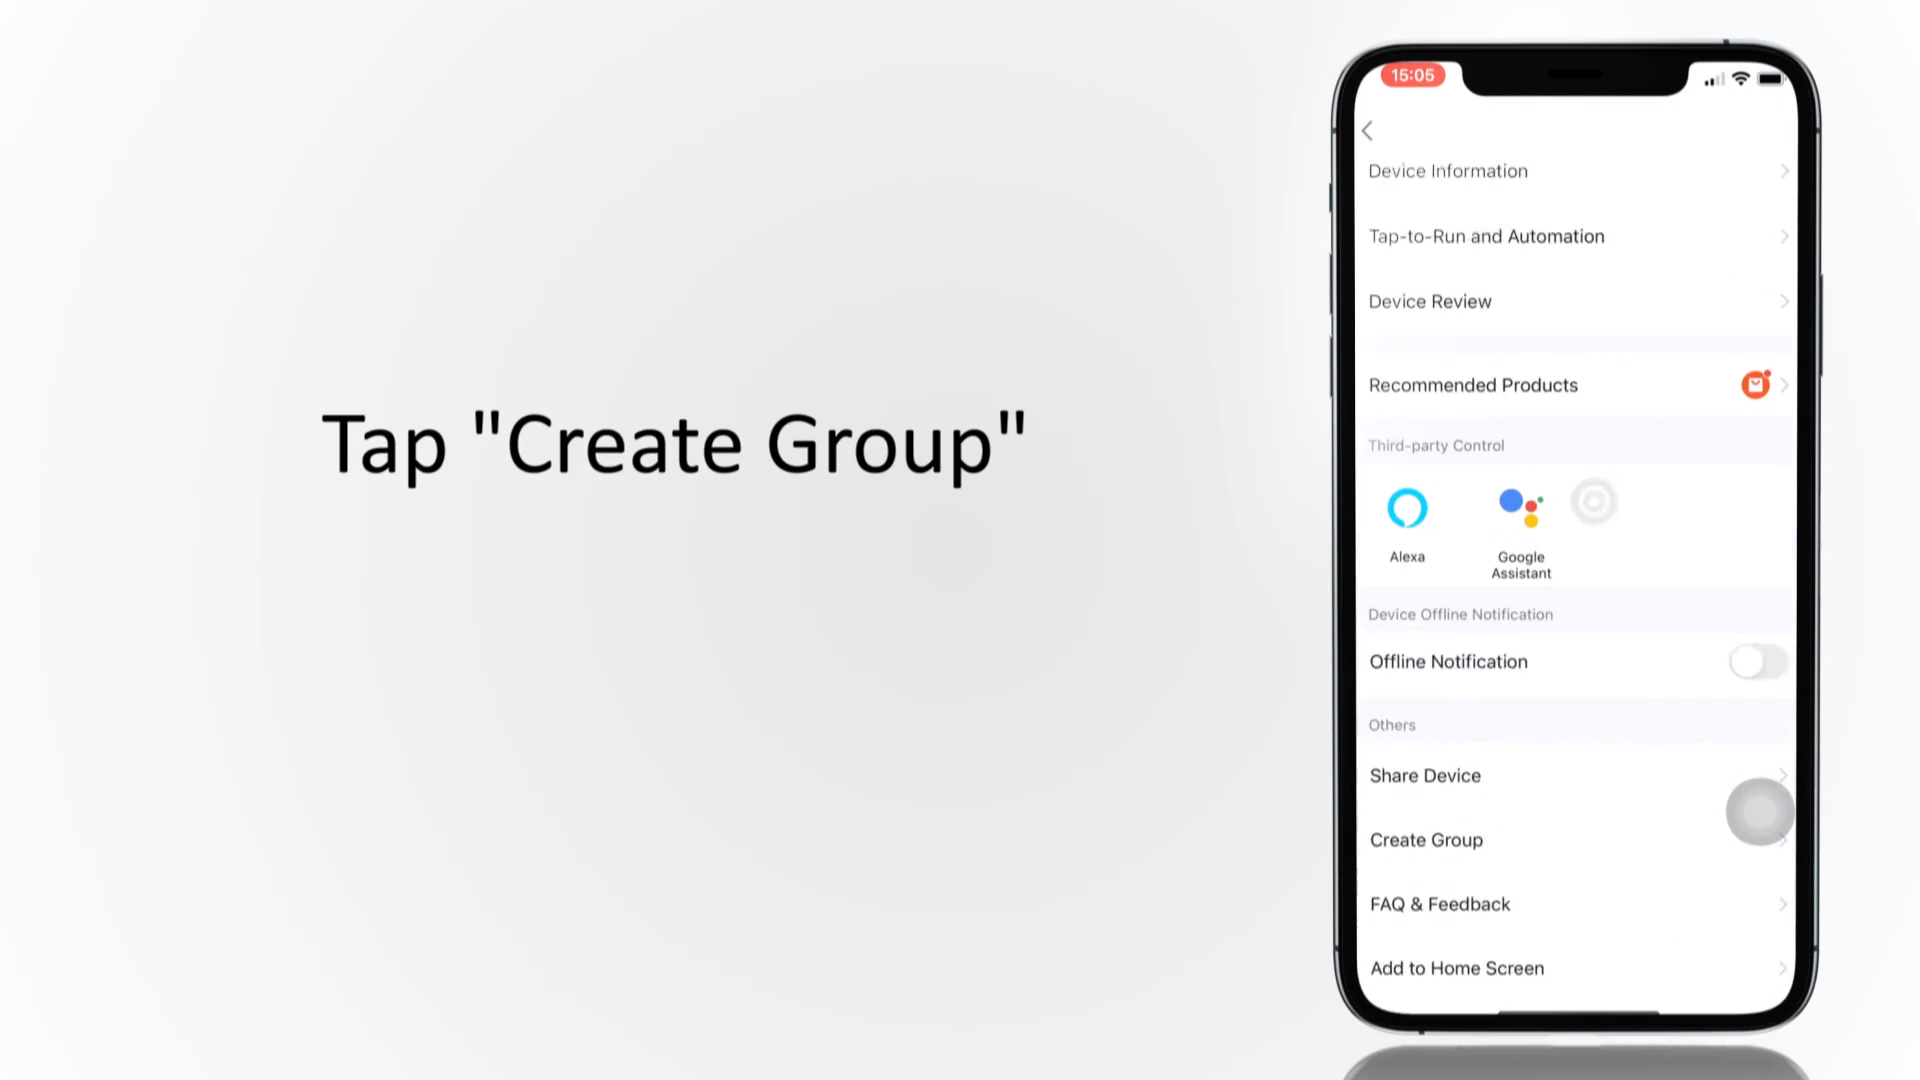 Tap "Create Group"
15:05
Device Information
Tap-to-Run and Automation
Device Review
Recommended Products
Third-party Control
Alexa
Google
Assistant
Device Offline Notification
Offline Notification
Others
Share Device
Create Group
FAQ & Feedback
Add to Home Screen